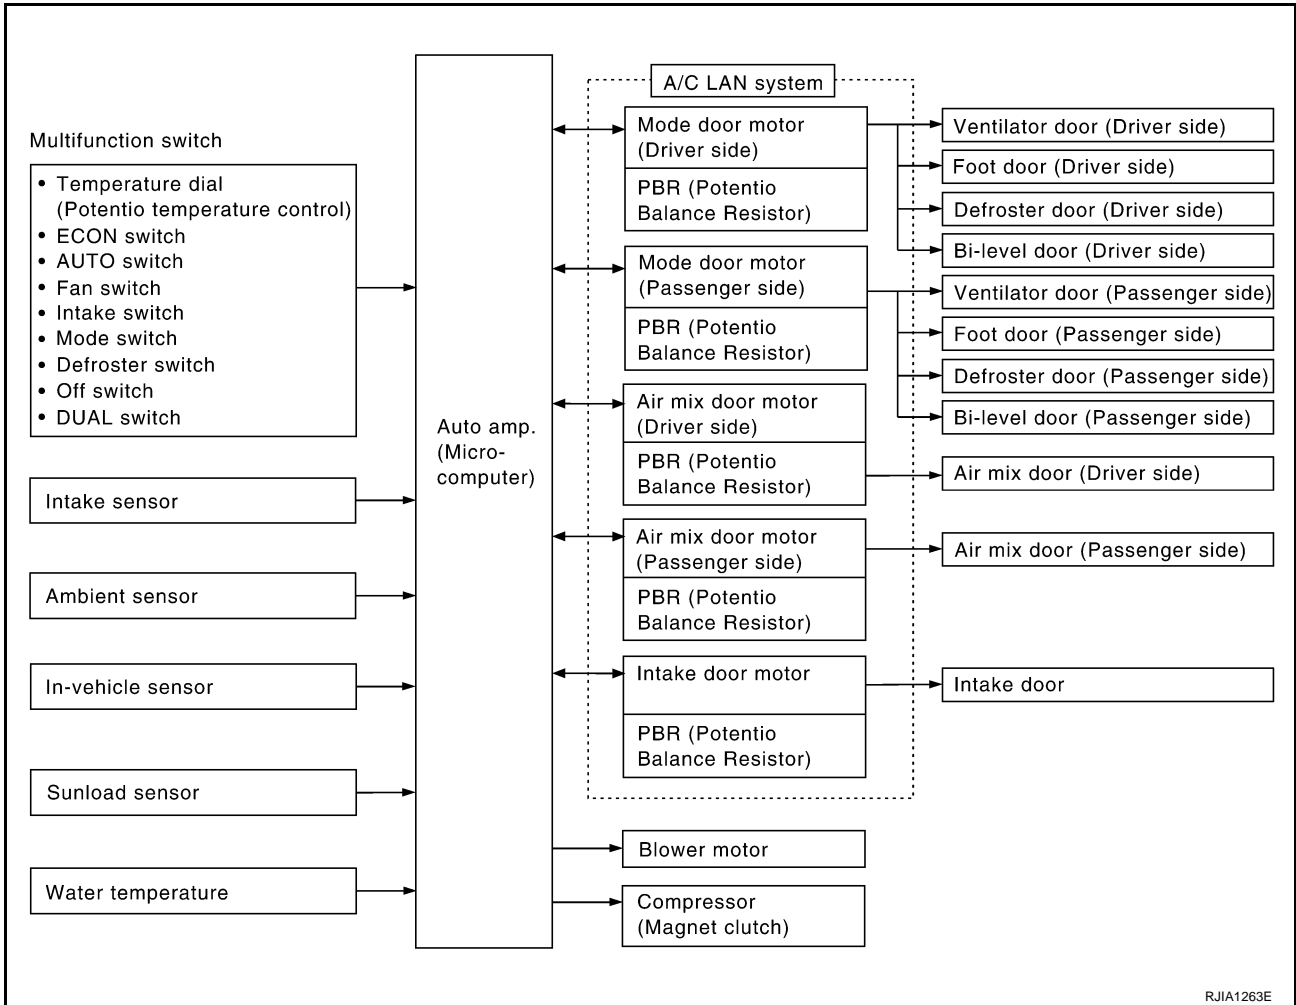 Multifunction switch
• Temperature dial
(Potentio temperature control)
• ECON switch
• AUTO switch
• Fan switch
• Intake switch
• Mode switch
• Defroster switch
• Off switch
• DUAL switch
Intake sensor
Ambient sensor
In-vehicle sensor
Sunload sensor
Water temperature
Auto amp.
(Micro-
computer)
A/C LAN system
Mode door motor
(Driver side)
PBR (Potentio
Balance Resistor)
Mode door motor
(Passenger side)
PBR (Potentio
Balance Resistor)
Air mix door motor
(Driver side)
PBR (Potentio
Balance Resistor)
Air mix door motor
(Passenger side)
PBR (Potentio
Balance Resistor)
Intake door motor
PBR (Potentio
Balance Resistor)
Blower motor
Compressor
(Magnet clutch)
Ventilator door (Driver side)
Foot door (Driver side)
Defroster door (Driver side)
Bi-level door (Driver side)
Ventilator door (Passenger side)
Foot door (Passenger side)
Defroster door (Passenger side)
Bi-level door (Passenger side)
Air mix door (Driver side)
Air mix door (Passenger side)
Intake door
RJIA1263E